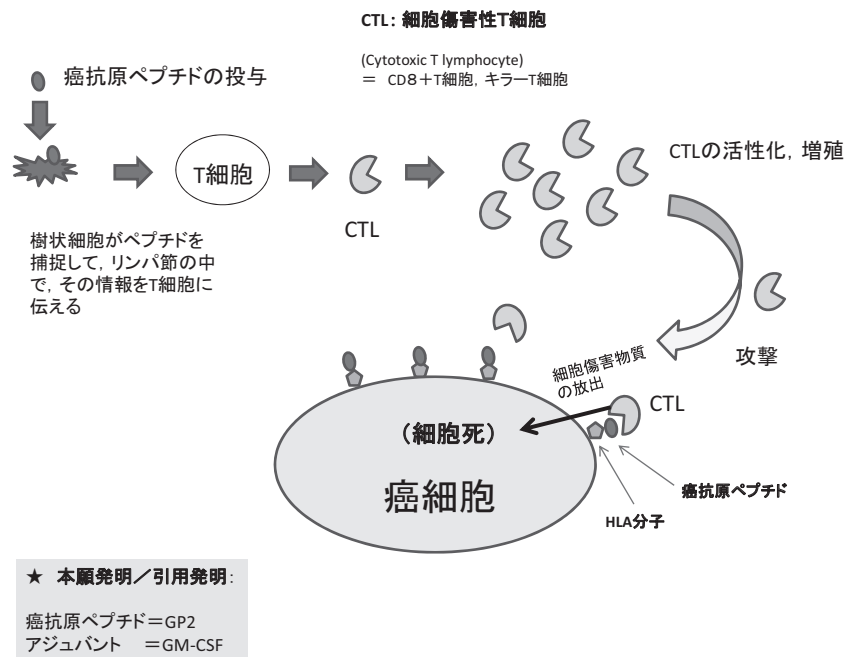 CTL: 細胞傷害性T細胞
(Cytotoxic T lymphocyte)
＝ CD8＋T細胞, キラーT細胞
癌抗原ペプチドの投与
T細胞
CTL
CTLの活性化, 増殖
樹状細胞がペプチドを
捕捉して, リンパ節の中
で, その情報をT細胞に
伝える
攻撃
細胞傷害物質
の放出
CTL
（細胞死）
癌細胞
癌抗原ペプチド
HLA分子
★ 本願発明／引用発明:
癌抗原ペプチド＝GP2
アジュバント ＝GM-CSF